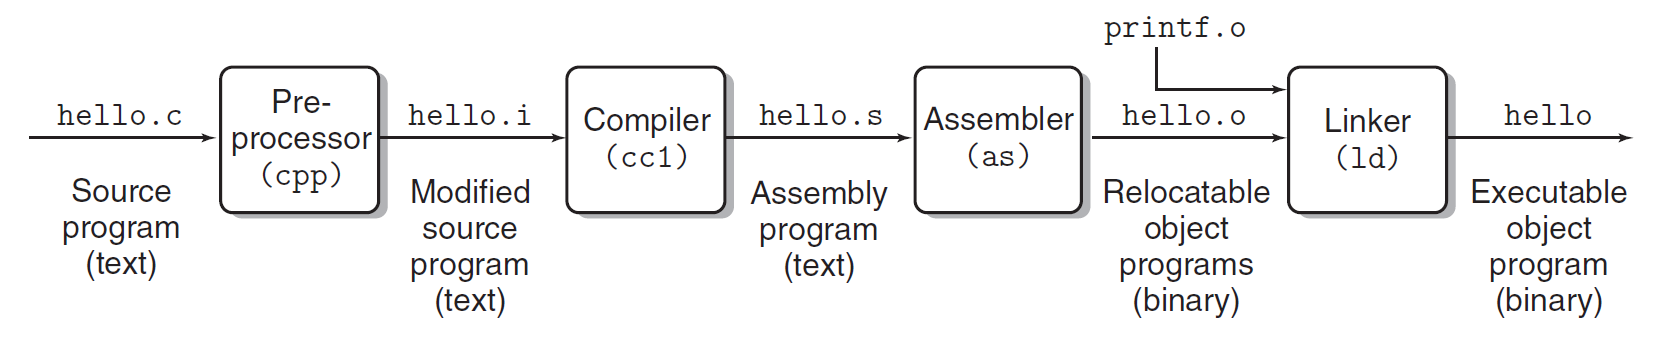 printf.o
hello.c
Pre-
processor
(cpp)
hello.i
Compiler
(cc1)
hello.s
Assembler
(as)
hello.o
Linker
(ld)
hello
Source
program
(text)
Modified
source
program
(text)
Assembly
program
(text)
Relocatable
object
programs
(binary)
Executable
object
program
(binary)